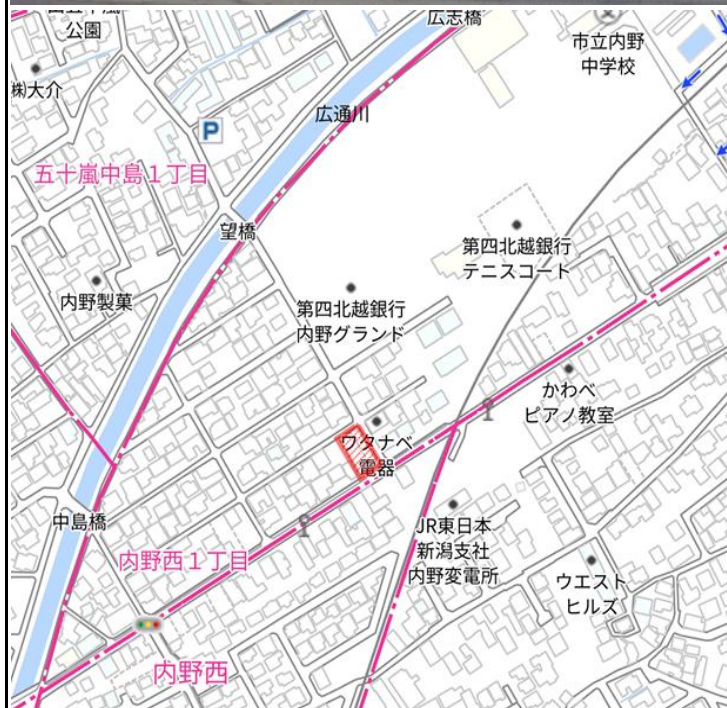 公園
広志橋
市立内野
中学校
㈱大介
P
広通川
五十嵐中島1丁目
望橋
第四北越銀行
テニスコート
内野製菓
第四北越銀行
内野グランド
かわべ
ピアノ教室
ワタナベ
電器
中島橋
JR東日本
新潟支社
内野変電所
内野西1丁目
ウエスト
ヒルズ
内野西